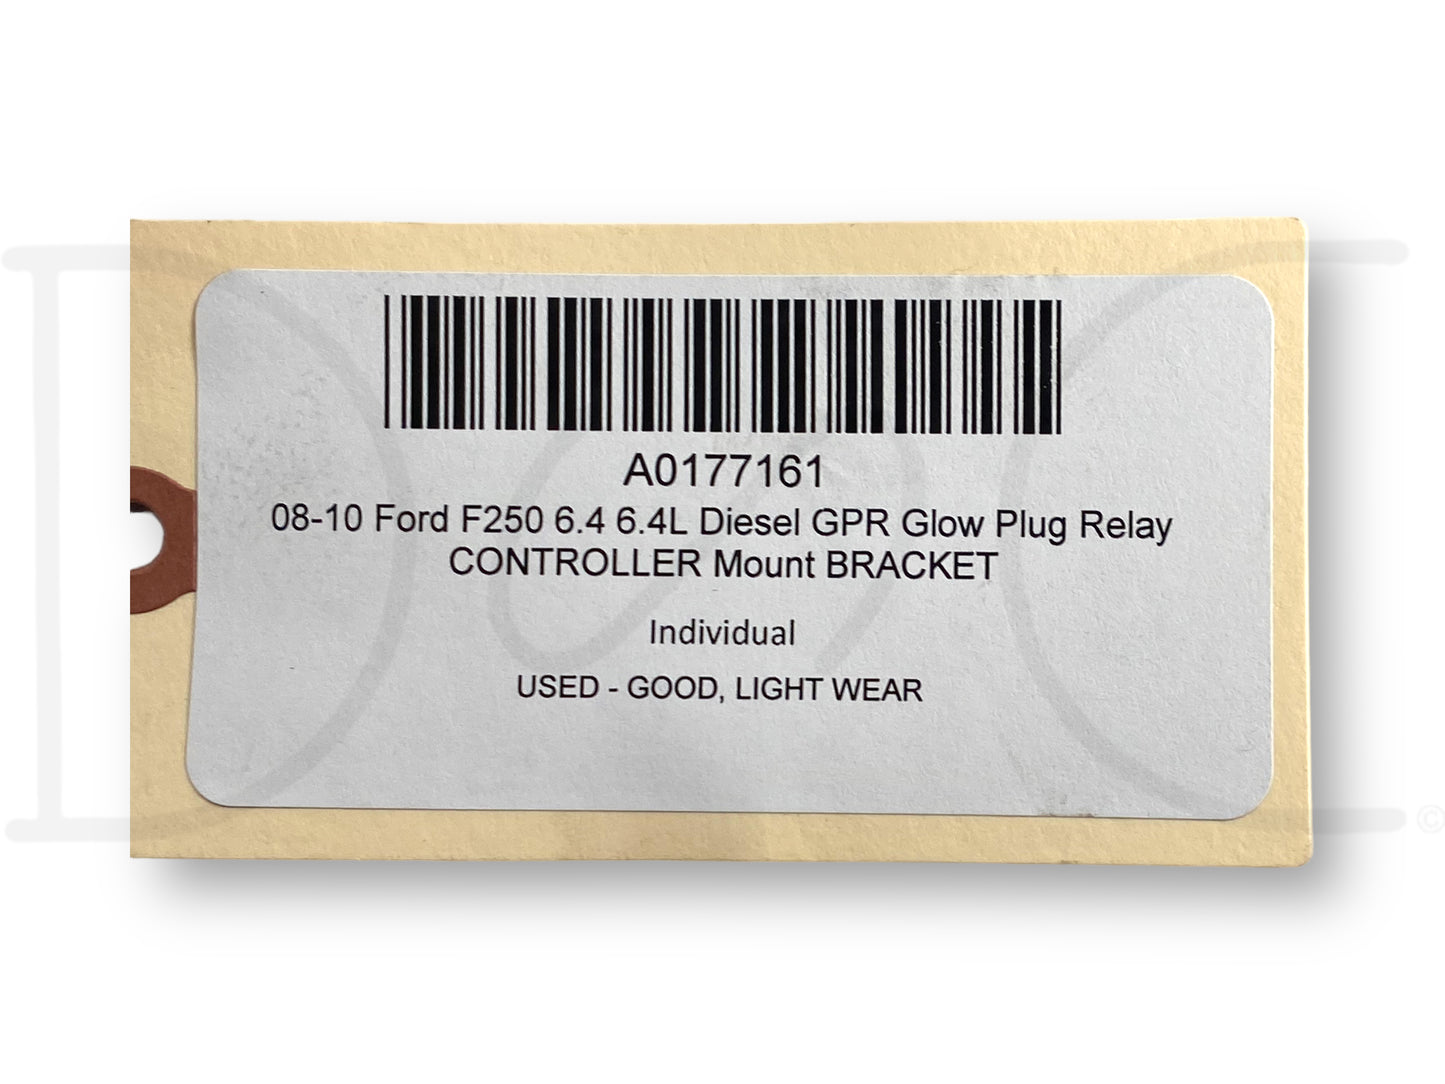 A0177161
08-10 Ford F250 6.4 6.4L Diesel GPR Glow Plug Relay
CONTROLLER Mount BRACKET
Individual
USED - GOOD, LIGHT WEAR
©